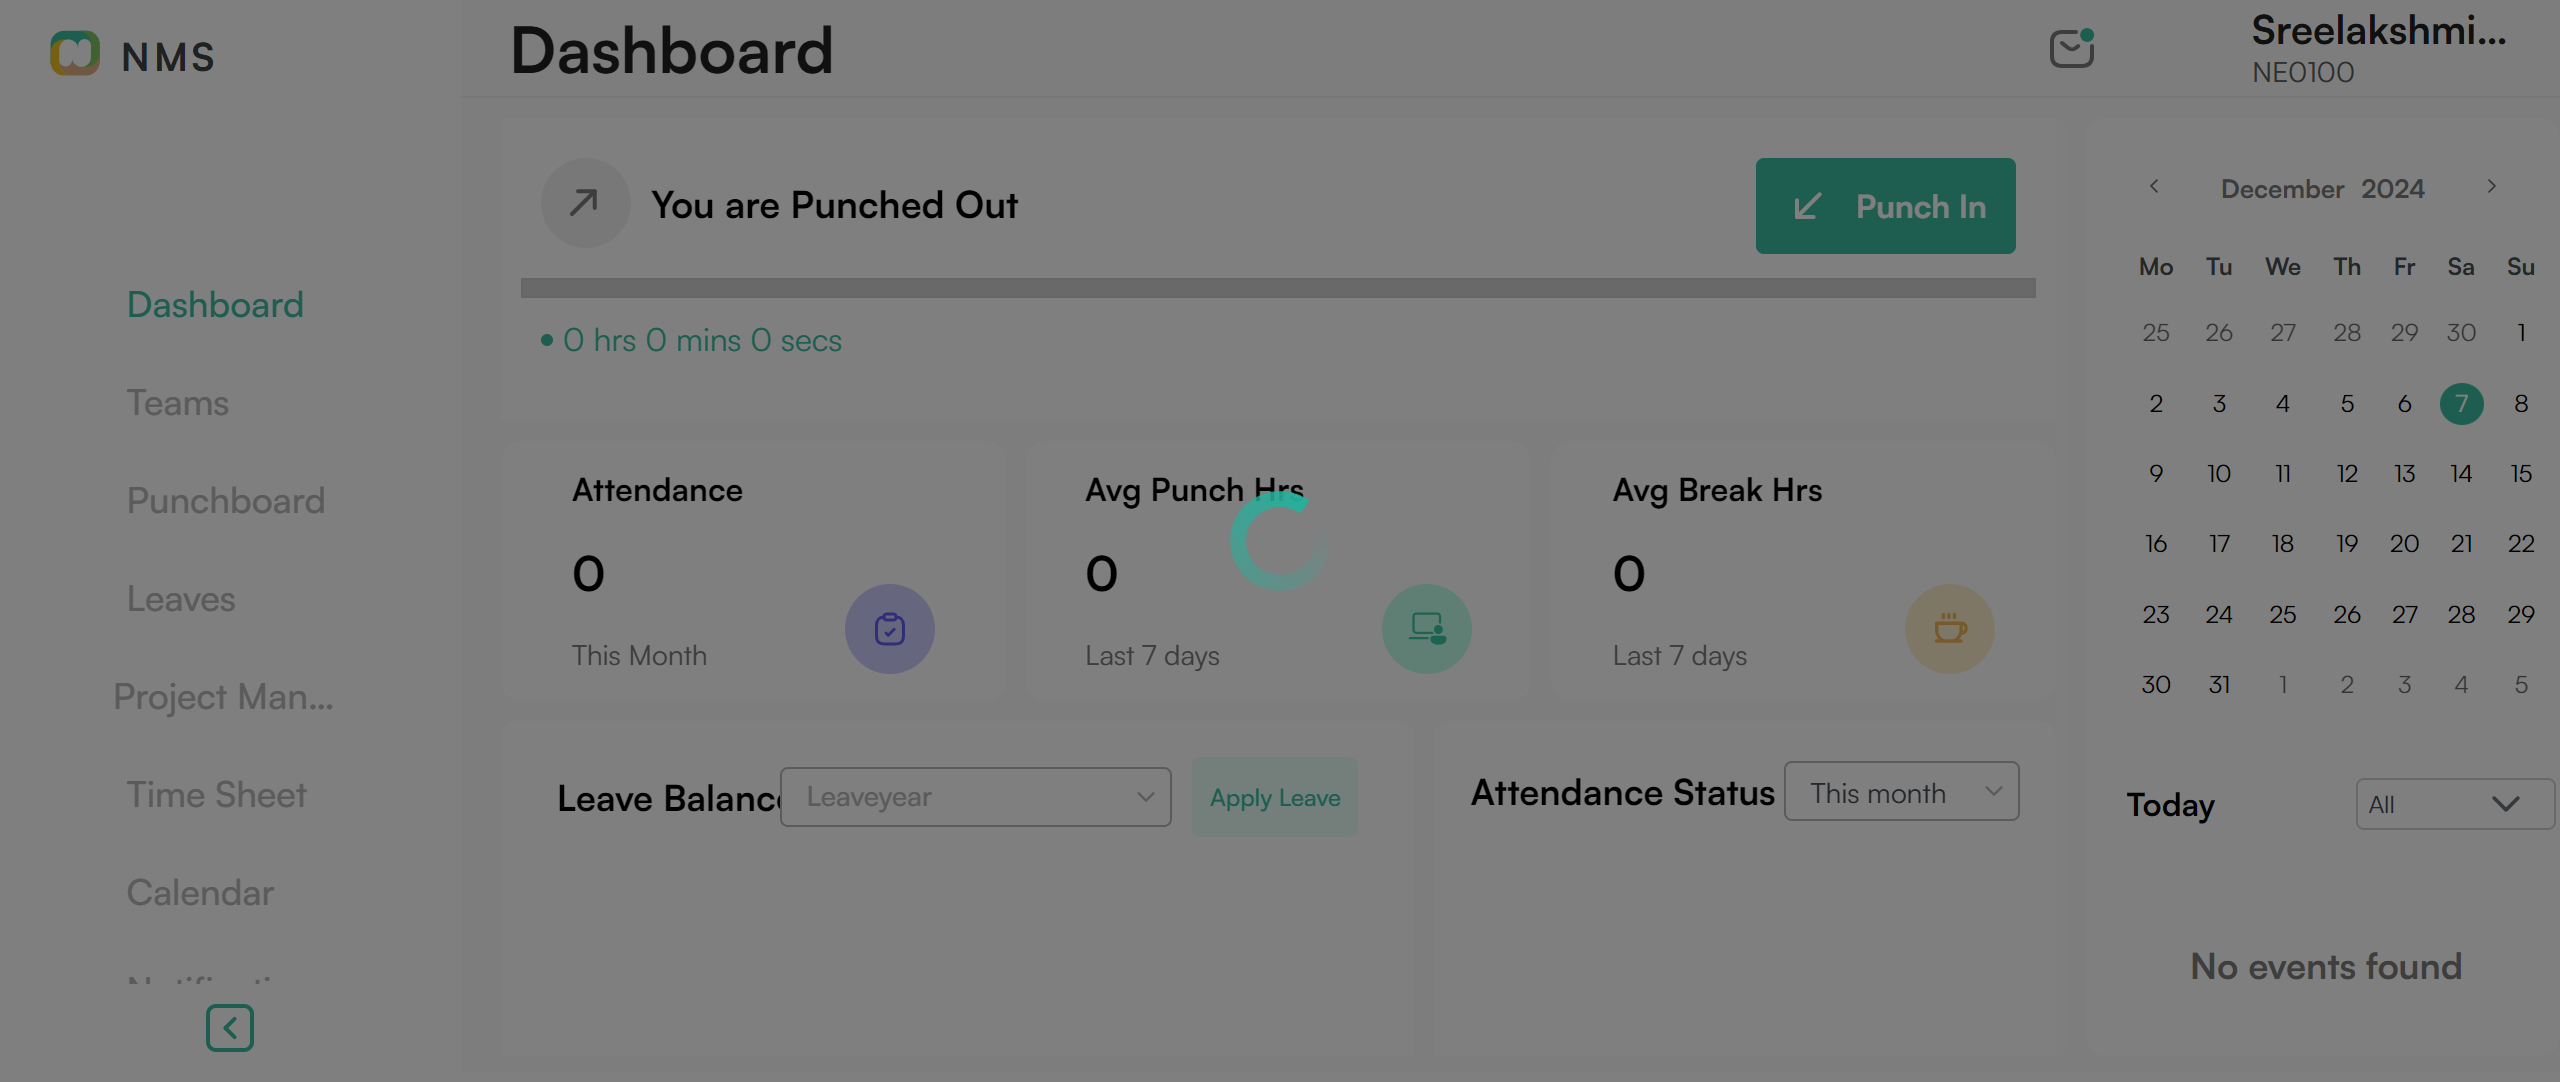 NMS
Dashboard
Sreelakshmi...
NE0100
Dashboard
Teams
Punchboard
Leaves
Project Man...
Time Sheet
Calendar
You are Punched Out
Punch In
0 hrs 0 mins 0 secs
Attendance
0
This Month
Avg Punch Hrs
0
Last 7 days
Avg Break Hrs
0
Last 7 days
Leave Balance
Leaveyear
Apply Leave
Attendance Status
This month
December 2024
Mo Tu We Th Fr Sa Su
25 26 27 28 29 30 1
2 3 4 5 6 7 8
9 10 11 12 13 14 15
16 17 18 19 20 21 22
23 24 25 26 27 28 29
30 31 1 2 3 4 5
Today
All
No events found